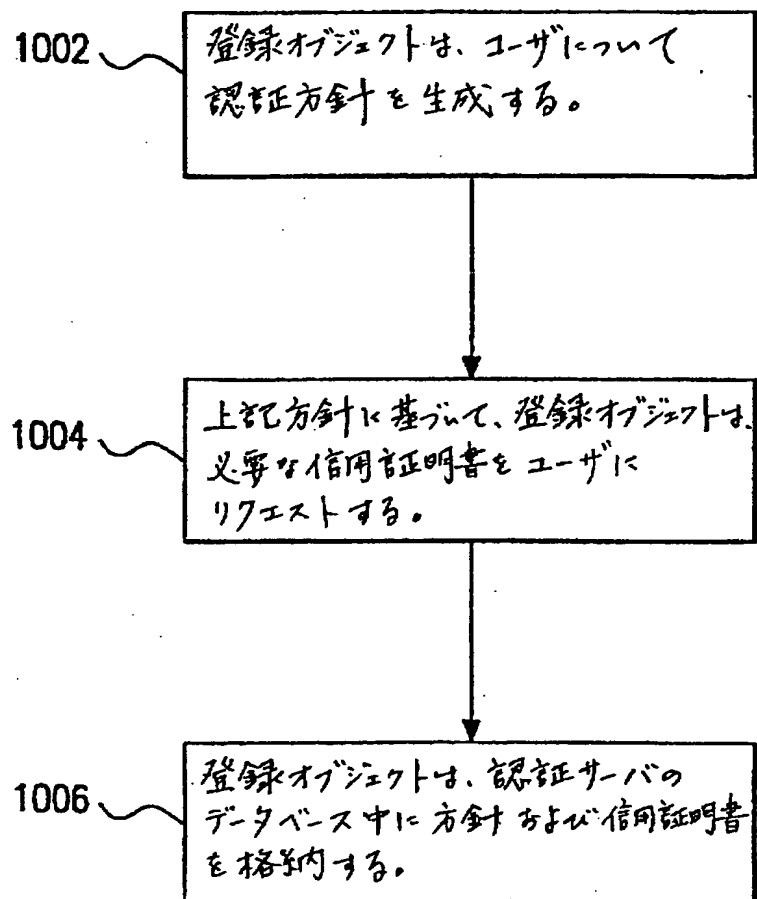 1002
登録オブジェクトは、ユーザについて
認証方針を生成する。
1004
上記方針に基づいて、登録オブジェクトは、
必要な信用証明書をユーザに
リクエストする。
1006
登録オブジェクトは、認証サーバの
データベース中に方針および信用証明書
を格納する。